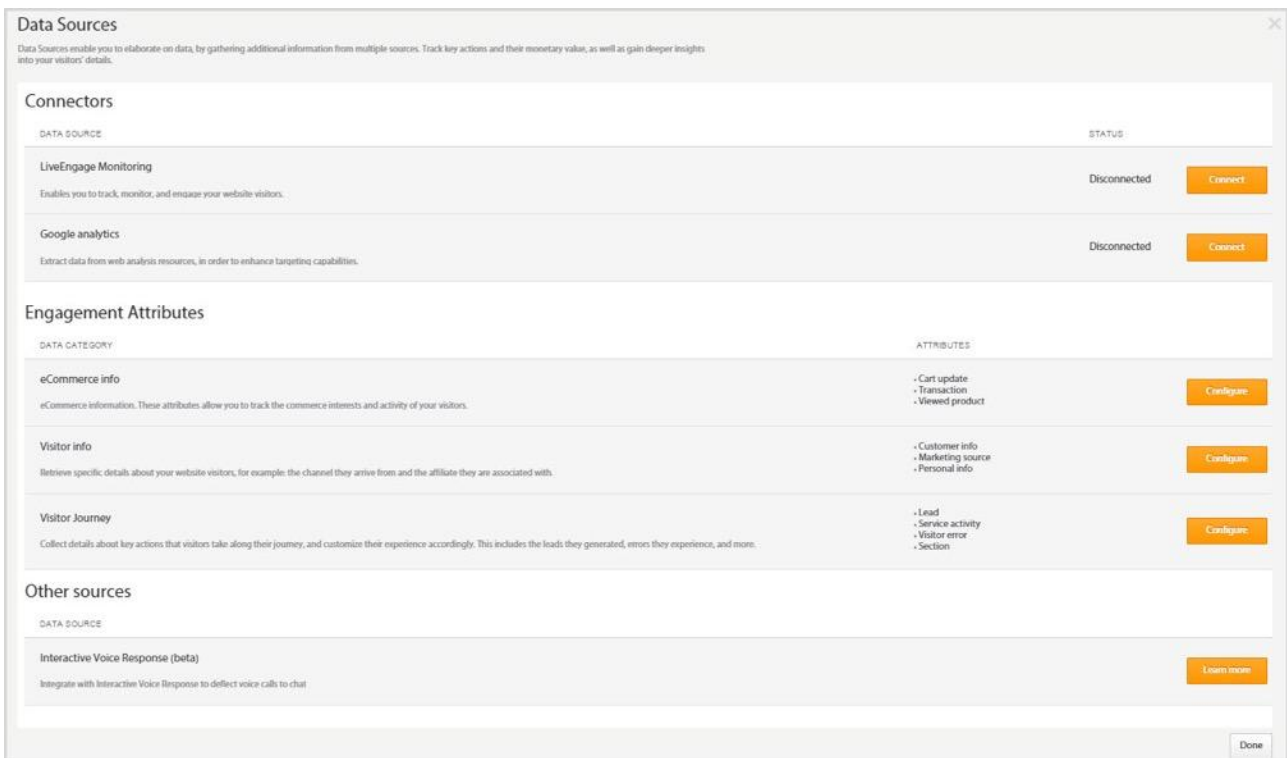 Data Sources
Data Sources enable you to elaborate on data, by gathering additional information from multiple sources. Track key actions and their monetary value, as well as gain deeper insights
into your visitors' details.
Connectors
DATA SOURCE STATUS
LiveEngage Monitoring
Enables you to track, monitor, and engage your website visitors.
Disconnected Connect
Google analytics
Extract data from web analysis resources, in order to enhance targeting capabilities.
Disconnected Connect
Engagement Attributes
DATA CATEGORY ATTRIBUTES
eCommerce info
eCommerce information. These attributes allow you to track the commerce interests and activity of your visitors.
• Cart update
• Transaction
• Viewed product
Configure
Visitor info
Retrieve specific details about your website visitors, for example: the channel they arrive from and the affiliate they are associated with.
• Customer info
• Marketing source
• Personal info
Configure
Visitor Journey
Collect details about key actions that visitors take along their journey, and customize their experience accordingly. This includes the leads they generated, errors they experience, and more.
• Lead
• Service activity
• Visitor error
• Section
Configure
Other sources
DATA SOURCE
Interactive Voice Response (beta)
Integrate with Interactive Voice Response to deflect voice calls to chat
Learn more
Done